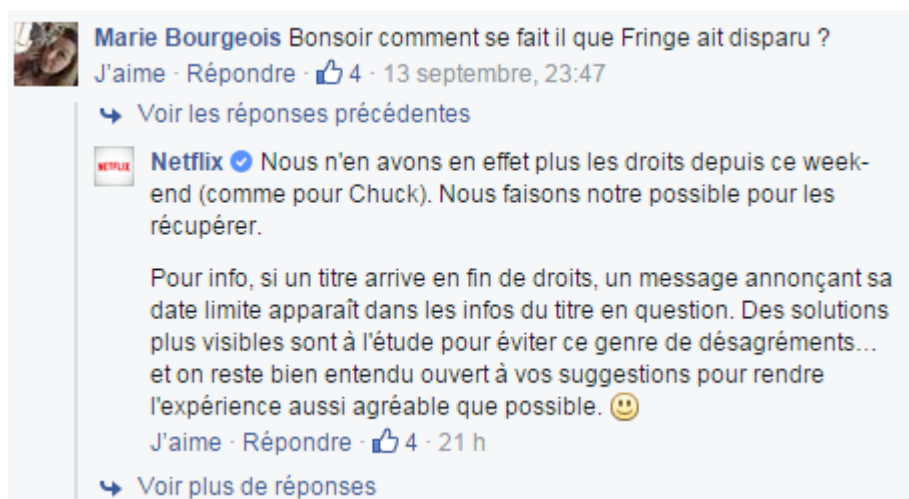 Marie Bourgeois Bonsoir comment se fait il que Fringe ait disparu ?
J'aime · Répondre · 4 · 13 septembre, 23:47
Voir les réponses précédentes
NETFLIX
Netflix Nous n'en avons en effet plus les droits depuis ce week-
end (comme pour Chuck). Nous faisons notre possible pour les
récupérer.
Pour info, si un titre arrive en fin de droits, un message annonçant sa
date limite apparaît dans les infos du titre en question. Des solutions
plus visibles sont à l'étude pour éviter ce genre de désagréments...
et on reste bien entendu ouvert à vos suggestions pour rendre
l'expérience aussi agréable que possible.
J'aime · Répondre · 4 · 21 h
Voir plus de réponses